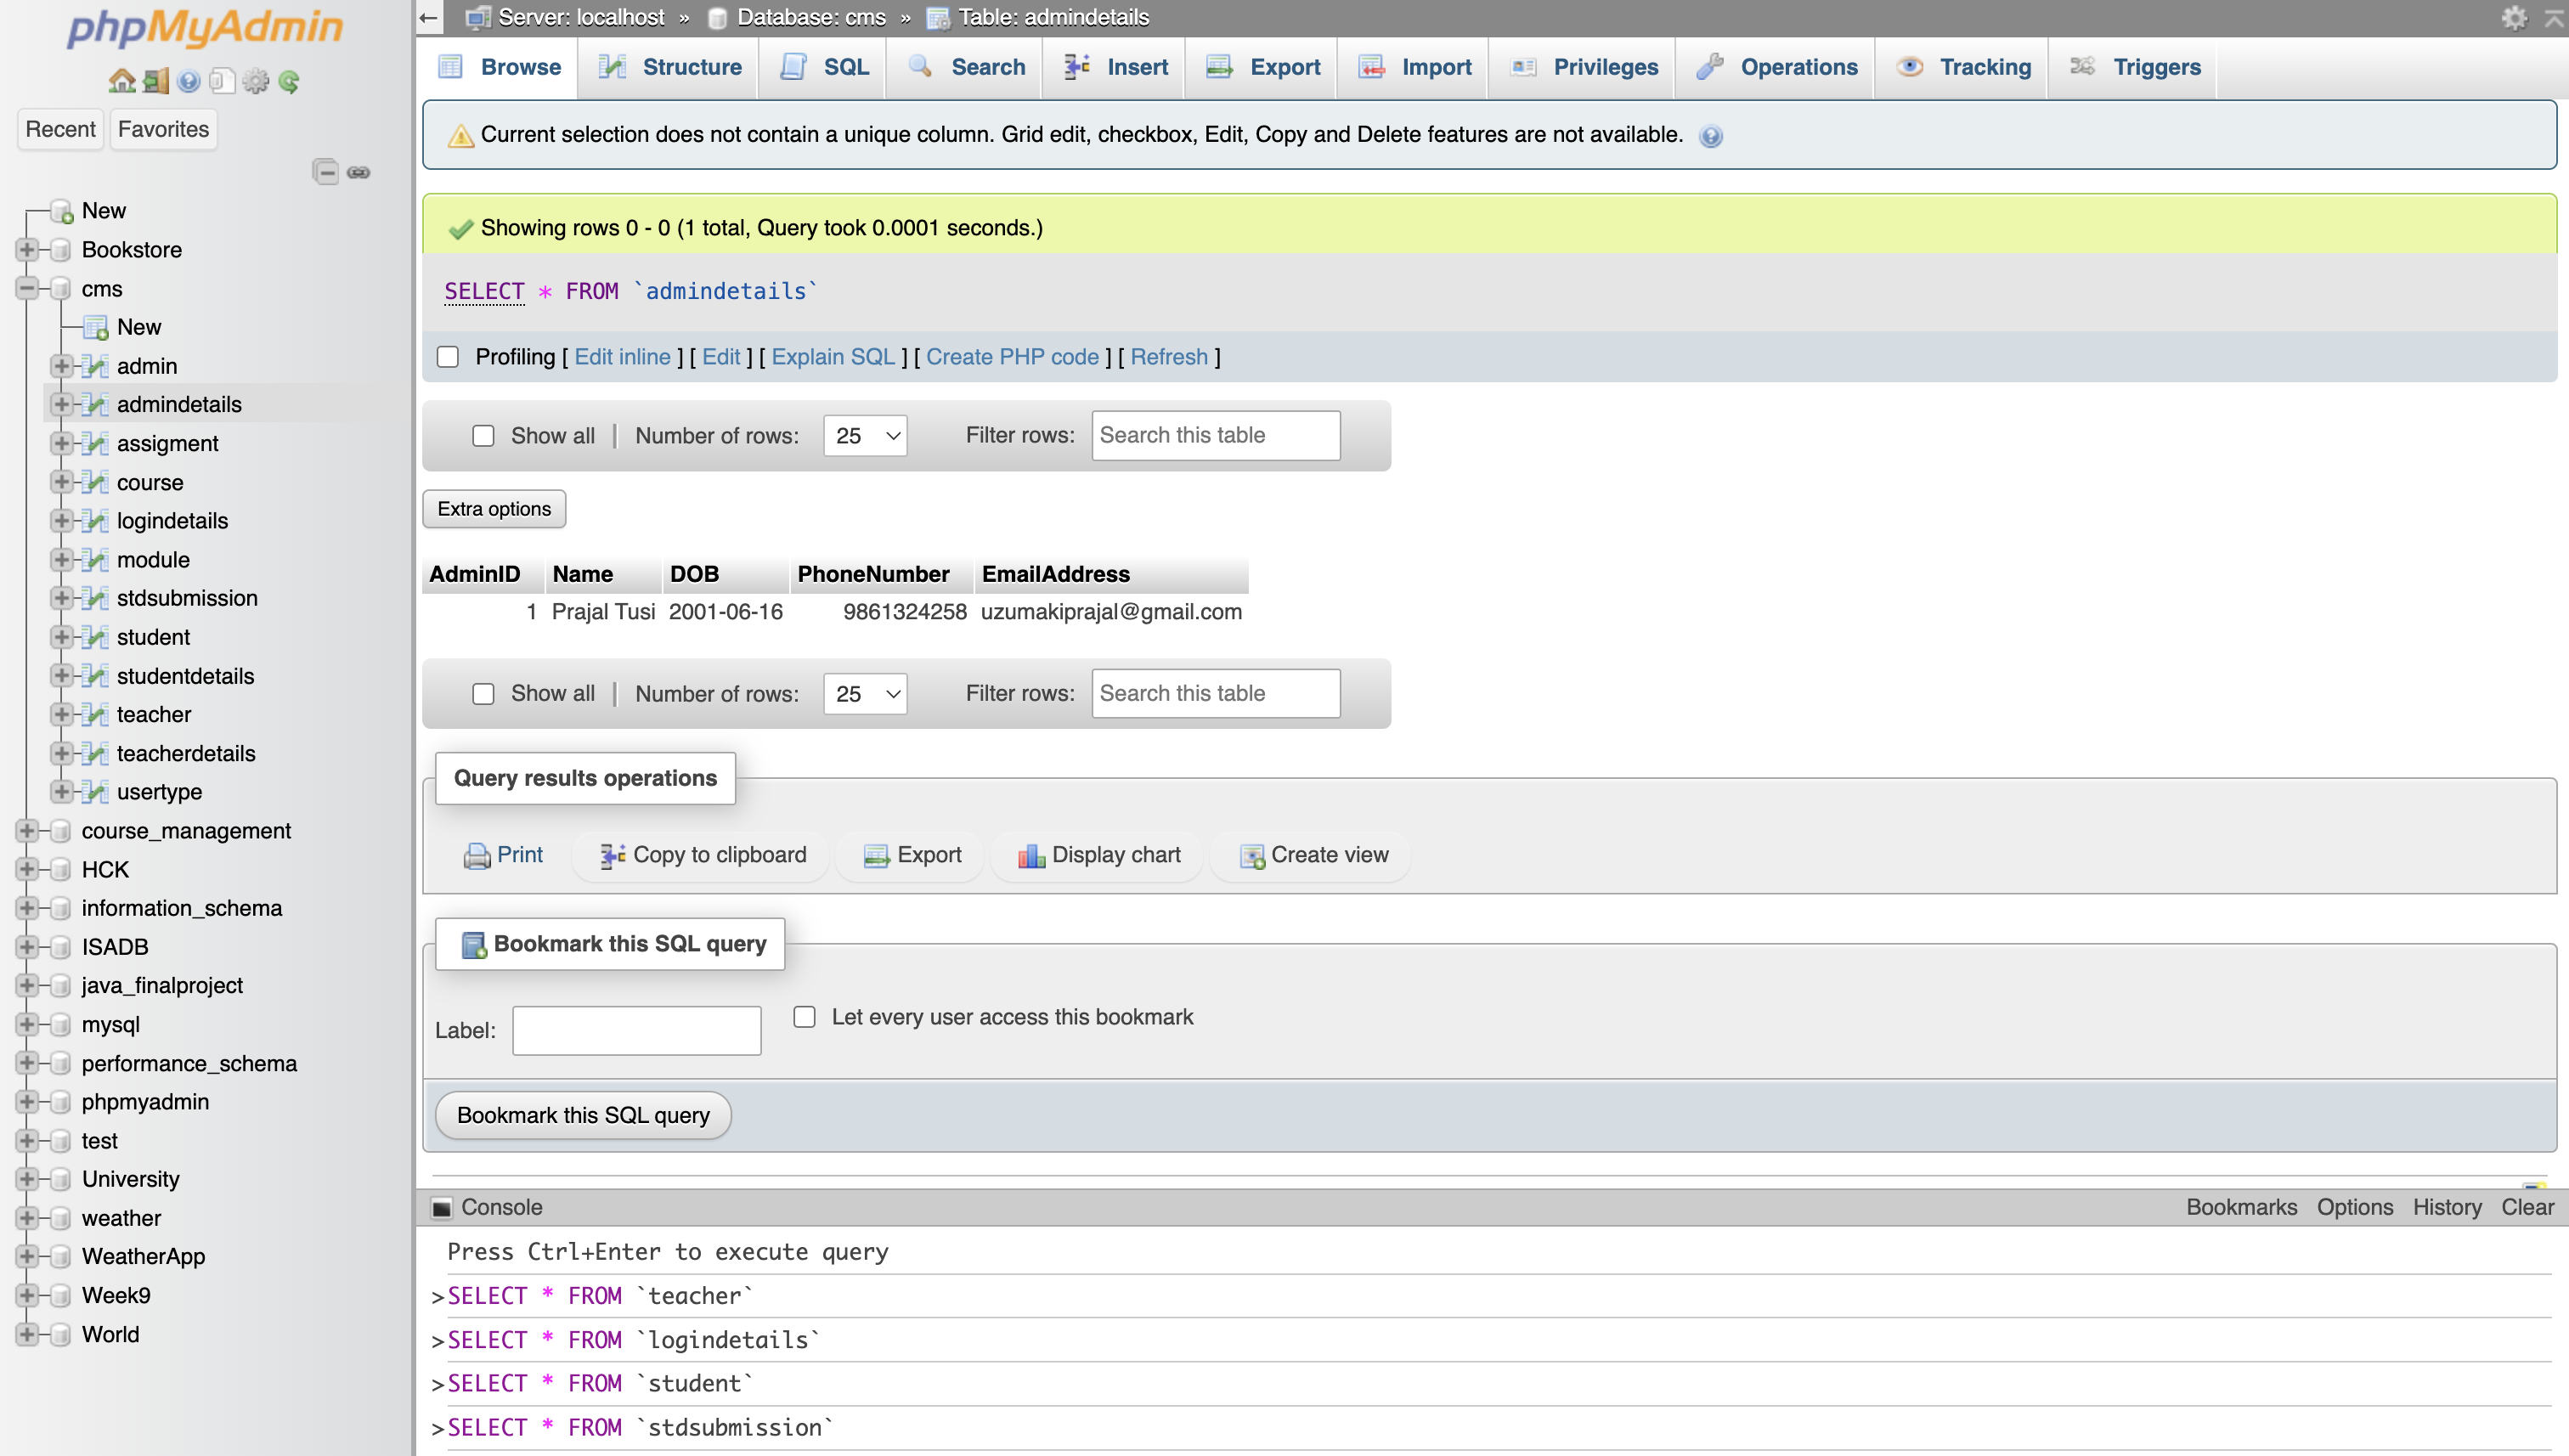 phpMyAdmin
Recent Favorites
New
Bookstore
cms
New
admin
admindetails
assigment
course
logindetails
module
stdsubmission
student
studentdetails
teacher
teacherdetails
usertype
course_management
HCK
information_schema
ISADB
java_finalproject
mysql
performance_schema
phpmyadmin
test
University
weather
WeatherApp
Week9
World
Server: localhost » Database: cms » Table: admindetails
Browse Structure SQL Search Insert Export Import Privileges Operations Tracking Triggers
Current selection does not contain a unique column. Grid edit, checkbox, Edit, Copy and Delete features are not available.
Showing rows 0 - 0 (1 total, Query took 0.0001 seconds.)
SELECT * FROM `admindetails`
Profiling [ Edit inline ] [ Edit ] [ Explain SQL ] [ Create PHP code ] [ Refresh ]
Show all | Number of rows: 25 Filter rows: Search this table
Extra options
AdminID Name DOB PhoneNumber EmailAddress
1 Prajal Tusi 2001-06-16 9861324258 uzumakiprajal@gmail.com
Show all | Number of rows: 25 Filter rows: Search this table
Query results operations
Print Copy to clipboard Export Display chart Create view
Bookmark this SQL query
Label: Let every user access this bookmark
Bookmark this SQL query
Console Bookmarks Options History Clear
Press Ctrl+Enter to execute query
>SELECT * FROM `teacher`
>SELECT * FROM `logindetails`
>SELECT * FROM `student`
>SELECT * FROM `stdsubmission`